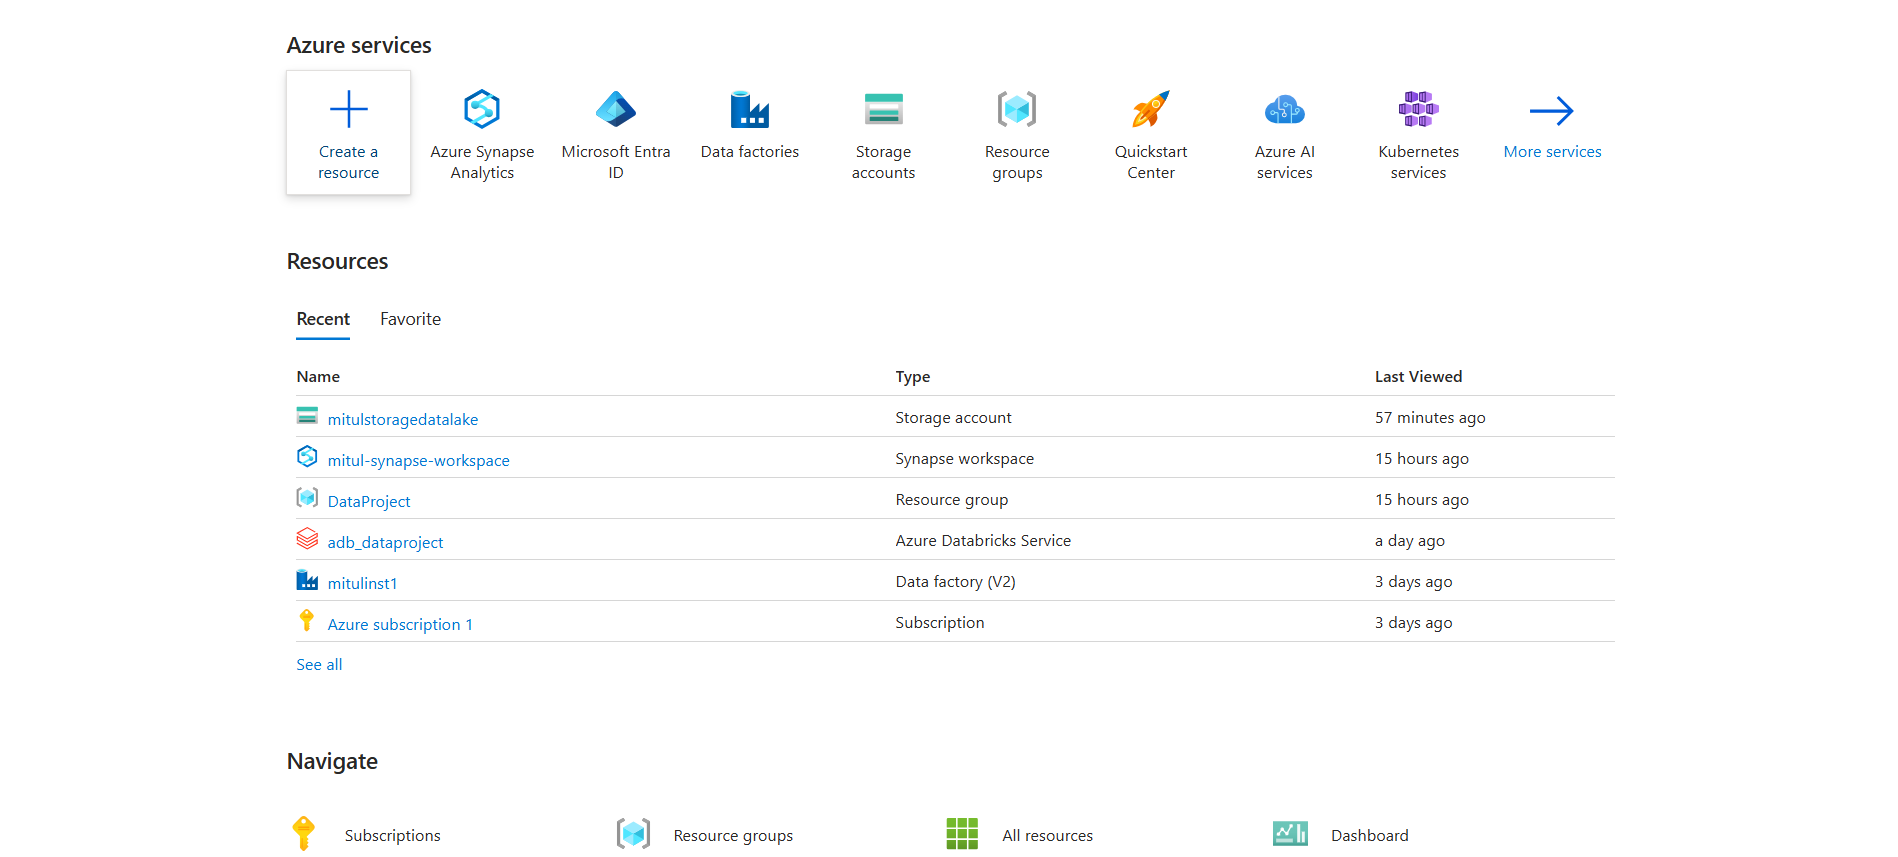 Azure services
Create a resource
Azure Synapse Analytics
Microsoft Entra ID
Data factories
Storage accounts
Resource groups
Quickstart Center
Azure AI services
Kubernetes services
More services
Resources
Recent Favorite
Name Type Last Viewed
mitulstoragedatalake Storage account 57 minutes ago
mitul-synapse-workspace Synapse workspace 15 hours ago
DataProject Resource group 15 hours ago
adb_dataproject Azure Databricks Service a day ago
mitulinst1 Data factory (V2) 3 days ago
Azure subscription 1 Subscription 3 days ago
See all
Navigate
Subscriptions Resource groups All resources Dashboard